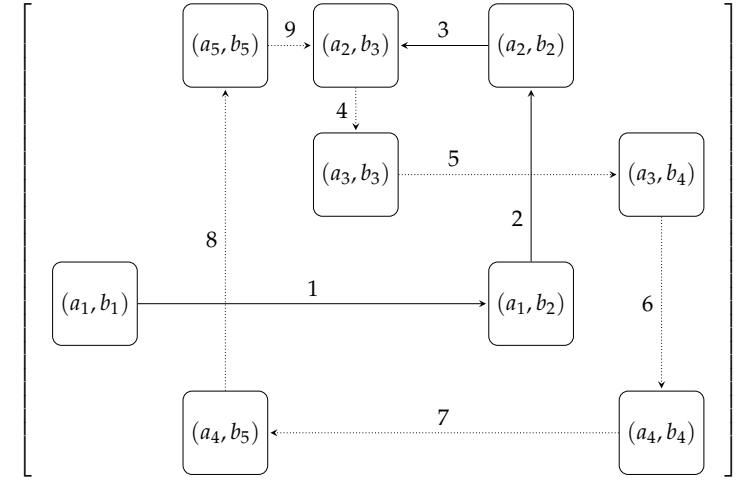 (a₅, b₅) 9 (a₂, b₃) 3 (a₂, b₂)
4
(a₃, b₃) 5 (a₃, b₄)
8 2
(a₁, b₁) 1 (a₁, b₂) 6
(a₄, b₅) 7 (a₄, b₄)